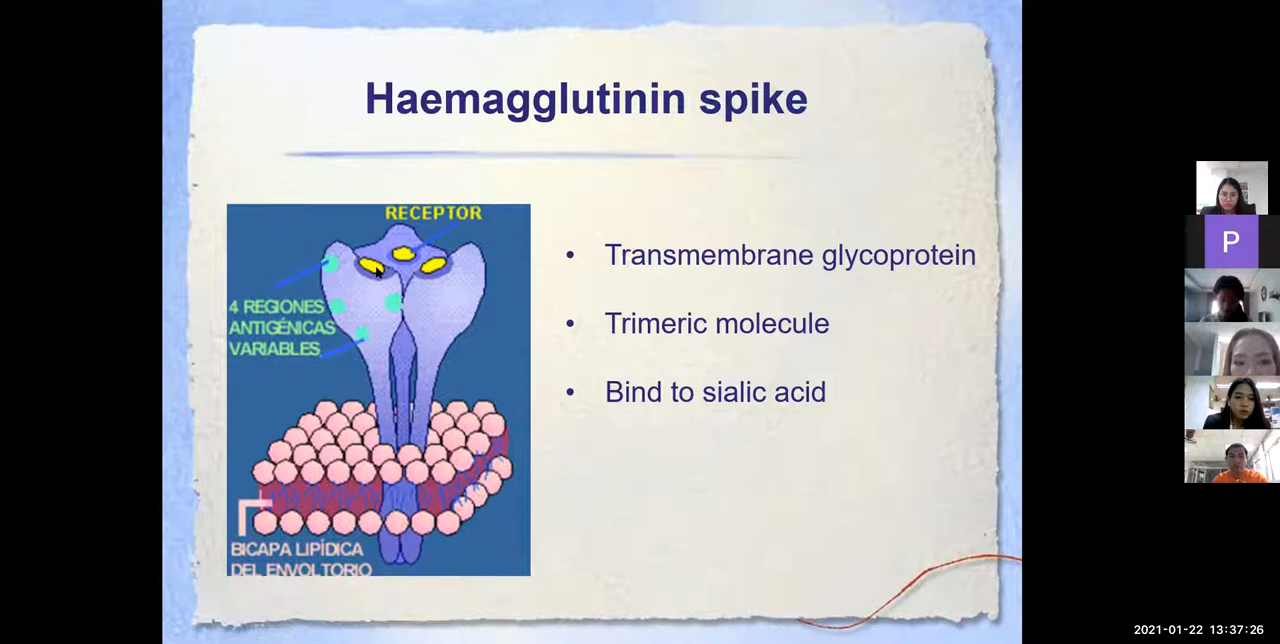 Haemagglutinin spike
RECEPTOR
4 REGIONES
ANTIGÉNICAS
VARIABLES
BICAPA LIPÍDICA
DEL ENVOLTORIO
• Transmembrane glycoprotein
• Trimeric molecule
• Bind to sialic acid
P
2021-01-22 13:37:26